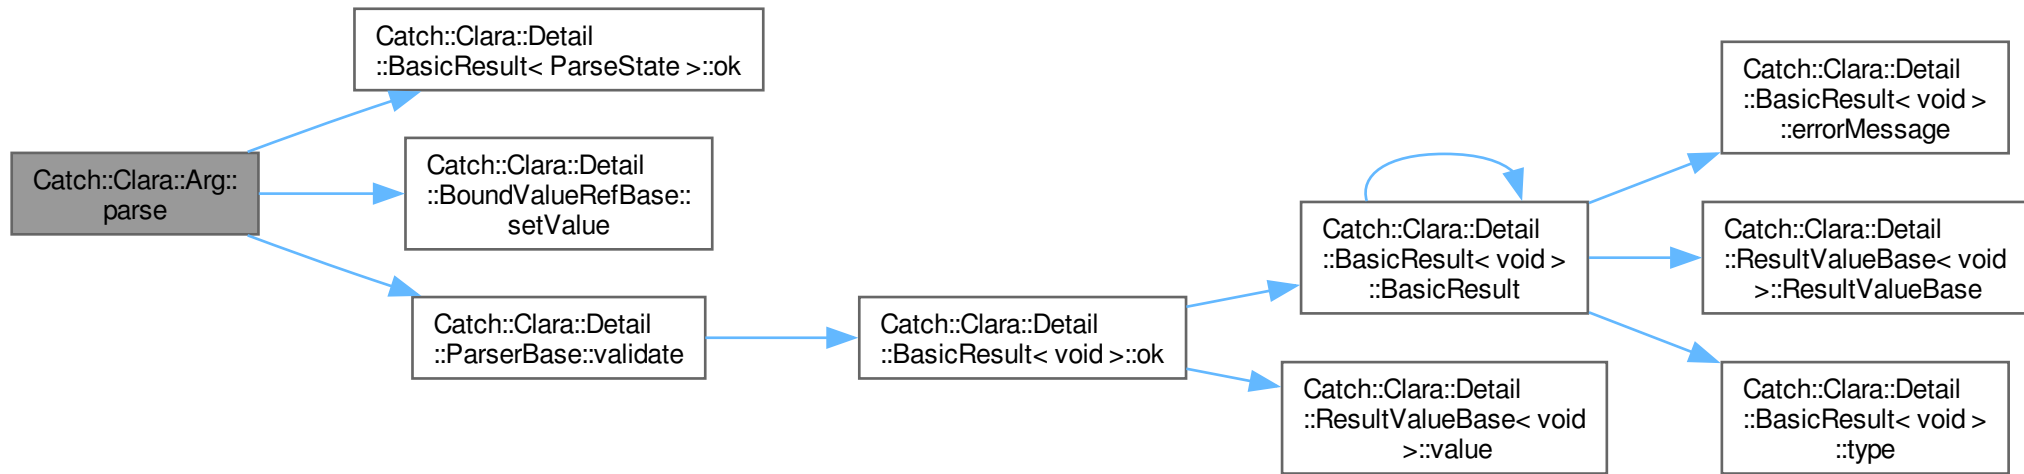 Catch::Clara::Arg::
parse
Catch::Clara::Detail
::BasicResult< ParseState >::ok
Catch::Clara::Detail
::BoundValueRefBase::
setValue
Catch::Clara::Detail
::ParserBase::validate
Catch::Clara::Detail
::BasicResult< void >::ok
Catch::Clara::Detail
::BasicResult< void >
::BasicResult
Catch::Clara::Detail
::ResultValueBase< void
>::value
Catch::Clara::Detail
::BasicResult< void >
::errorMessage
Catch::Clara::Detail
::ResultValueBase< void
>::ResultValueBase
Catch::Clara::Detail
::BasicResult< void >
::type